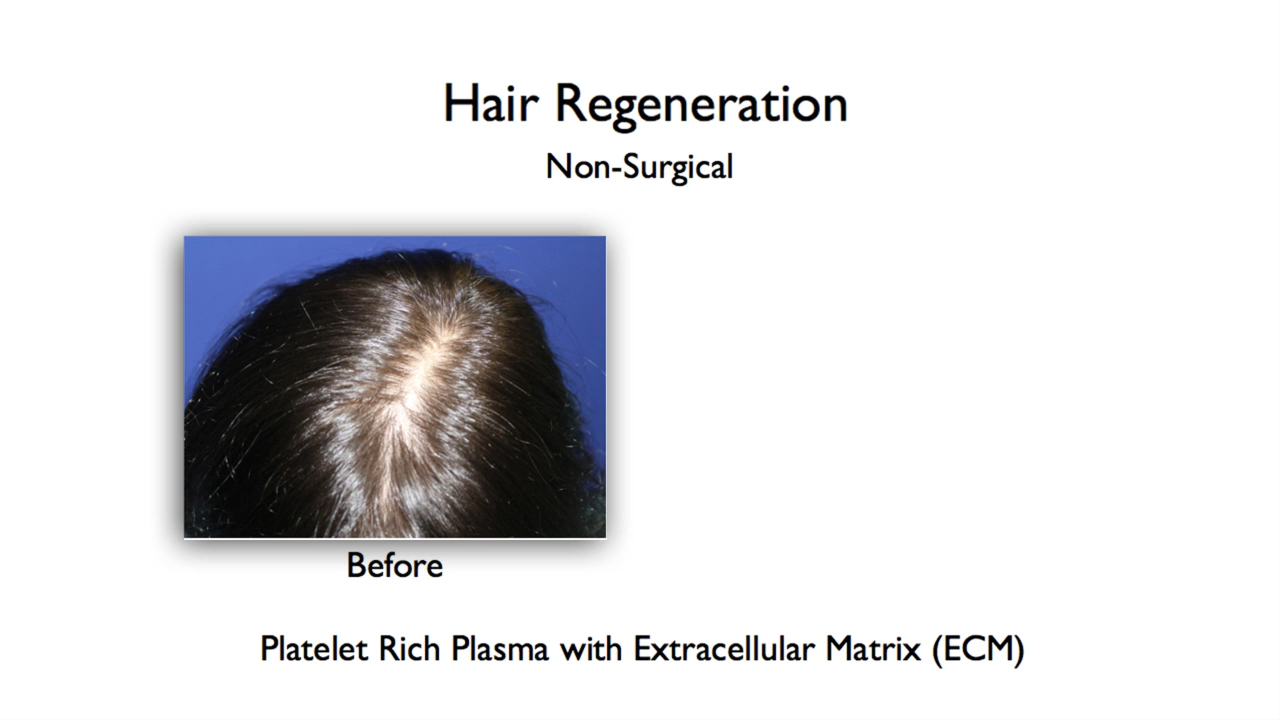 Hair Regeneration
Non-Surgical
Before
Platelet Rich Plasma with Extracellular Matrix (ECM)